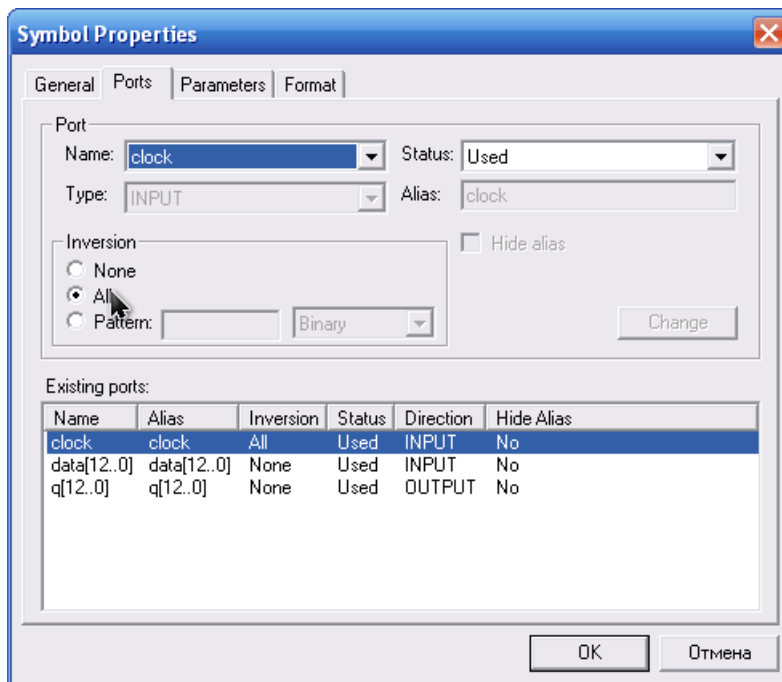 Symbol Properties
General Ports Parameters Format
Port
Name: clock Status: Used
Type: INPUT Alias: clock
Inversion Hide alias
None
All
Pattern: Binary Change
Existing ports:
Name Alias Inversion Status Direction Hide Alias
clock clock All Used INPUT No
data[12..0] data[12..0] None Used INPUT No
q[12..0] q[12..0] None Used OUTPUT No
OK Отмена